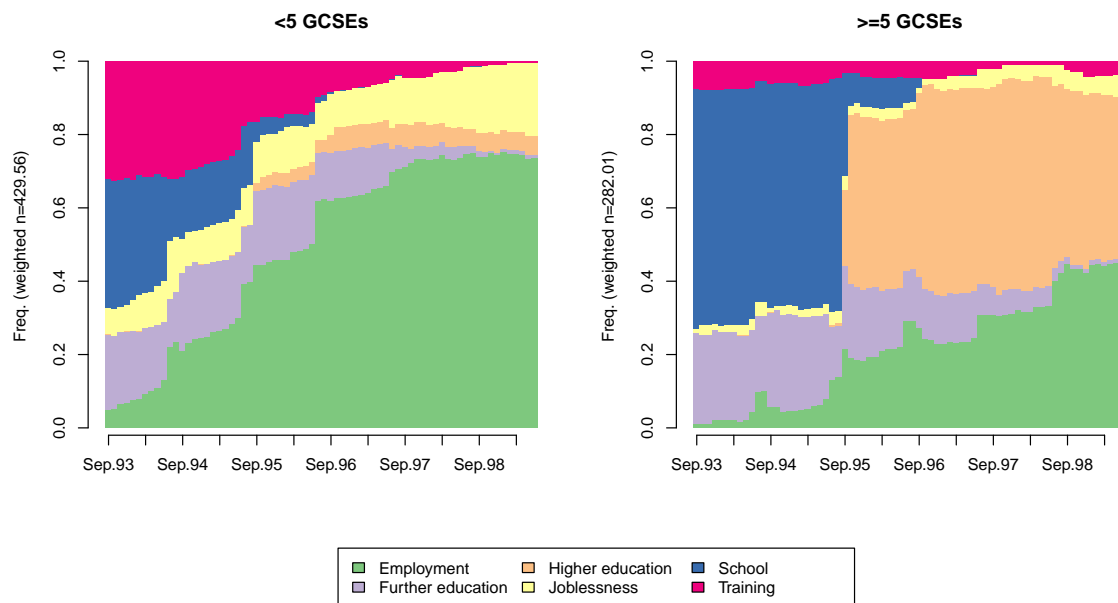 <5 GCSEs
>=5 GCSEs
Freq. (weighted n=429.56)
1.0
0.8
0.6
0.4
0.2
0.0
Sep.93 Sep.94 Sep.95 Sep.96 Sep.97 Sep.98
Freq. (weighted n=282.01)
1.0
0.8
0.6
0.4
0.2
0.0
Sep.93 Sep.94 Sep.95 Sep.96 Sep.97 Sep.98
Employment Higher education School
Further education Joblessness Training